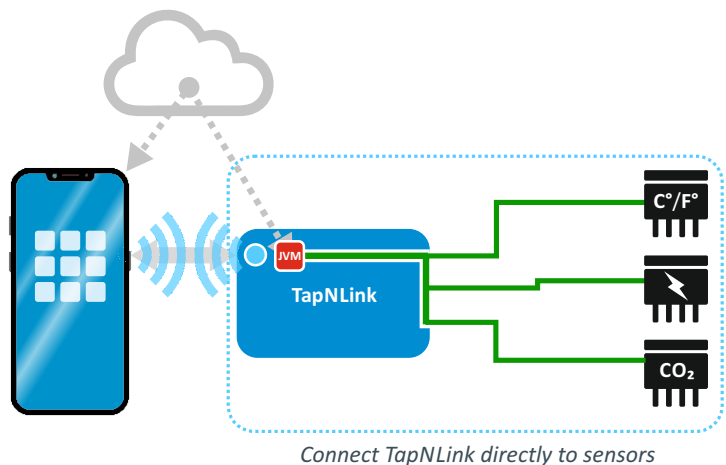 C°/F°
JVM
TapNLink
CO₂
Connect TapNLink directly to sensors